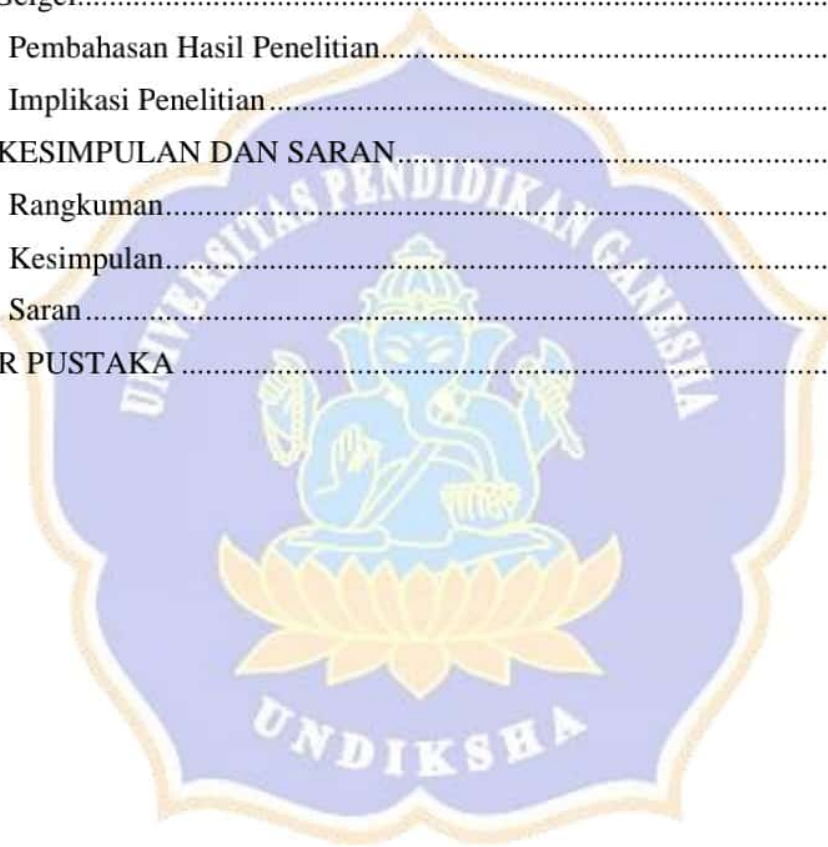 Pembahasan Hasil Penelitian........................................................
Implikasi Penelitian........................................................................
KESIMPULAN DAN SARAN.......................................................
Rangkuman.....................................................................................
Kesimpulan.....................................................................................
Saran................................................................................................
R PUSTAKA...................................................................................
UNIVERSITAS PENDIDIKAN GANESHA
UNDIKSHA